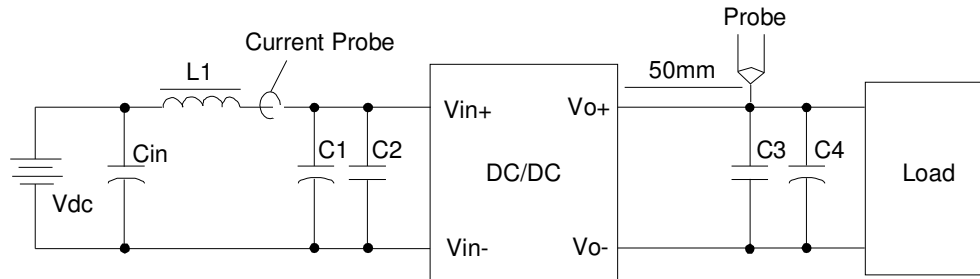 Probe
Current Probe
50mm
L1
Vin+
Vo+
Cin
C1
C2
C3
C4
DC/DC
Load
Vdc
Vin-
Vo-